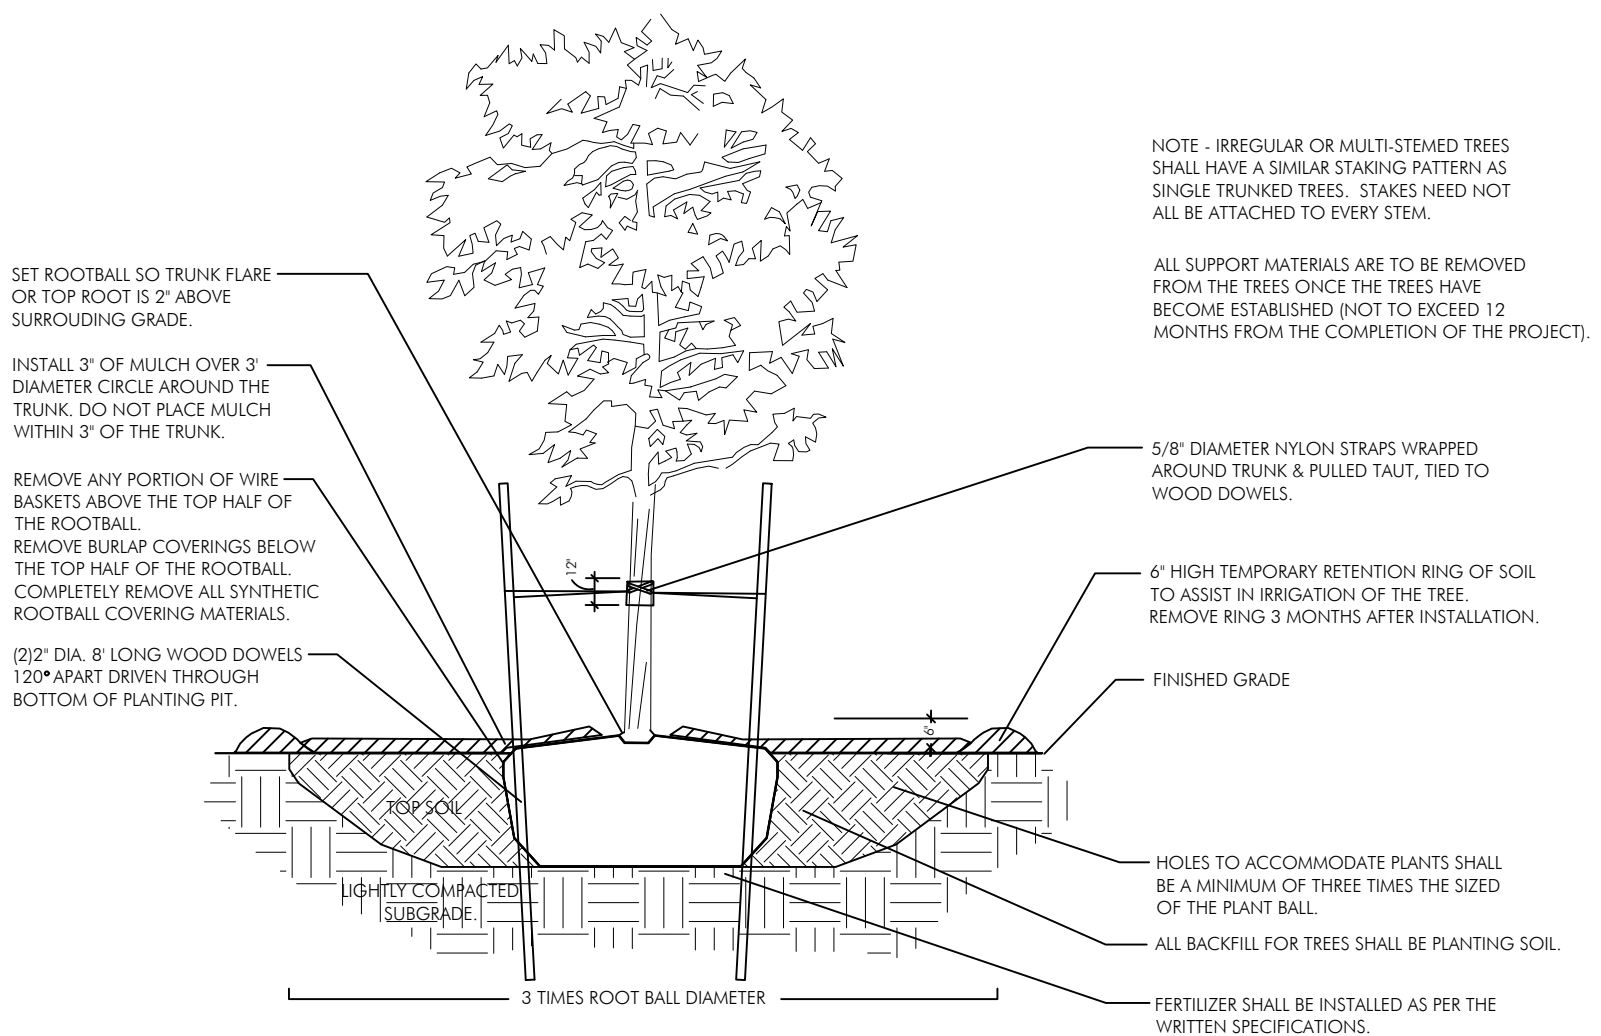 NOTE - IRREGULAR OR MULTI-STEMED TREES
SHALL HAVE A SIMILAR STAKING PATTERN AS
SINGLE TRUNKED TREES. STAKES NEED NOT
ALL BE ATTACHED TO EVERY STEM.
ALL SUPPORT MATERIALS ARE TO BE REMOVED
FROM THE TREES ONCE THE TREES HAVE
BECOME ESTABLISHED (NOT TO EXCEED 12
MONTHS FROM THE COMPLETION OF THE PROJECT).
SET ROOTBALL SO TRUNK FLARE
OR TOP ROOT IS 2" ABOVE
SURROUDING GRADE.
INSTALL 3" OF MULCH OVER 3'
DIAMETER CIRCLE AROUND THE
TRUNK. DO NOT PLACE MULCH
WITHIN 3" OF THE TRUNK.
REMOVE ANY PORTION OF WIRE
BASKETS ABOVE THE TOP HALF OF
THE ROOTBALL.
REMOVE BURLAP COVERINGS BELOW
THE TOP HALF OF THE ROOTBALL.
COMPLETELY REMOVE ALL SYNTHETIC
ROOTBALL COVERING MATERIALS.
(2)2" DIA. 8' LONG WOOD DOWELS
120° APART DRIVEN THROUGH
BOTTOM OF PLANTING PIT.
12"
5/8" DIAMETER NYLON STRAPS WRAPPED
AROUND TRUNK & PULLED TAUT, TIED TO
WOOD DOWELS.
6" HIGH TEMPORARY RETENTION RING OF SOIL
TO ASSIST IN IRRIGATION OF THE TREE.
REMOVE RING 3 MONTHS AFTER INSTALLATION.
FINISHED GRADE
6"
TOP SOIL
LIGHTLY COMPACTED
SUBGRADE.
HOLES TO ACCOMMODATE PLANTS SHALL
BE A MINIMUM OF THREE TIMES THE SIZED
OF THE PLANT BALL.
ALL BACKFILL FOR TREES SHALL BE PLANTING SOIL.
3 TIMES ROOT BALL DIAMETER
FERTILIZER SHALL BE INSTALLED AS PER THE
WRITTEN SPECIFICATIONS.